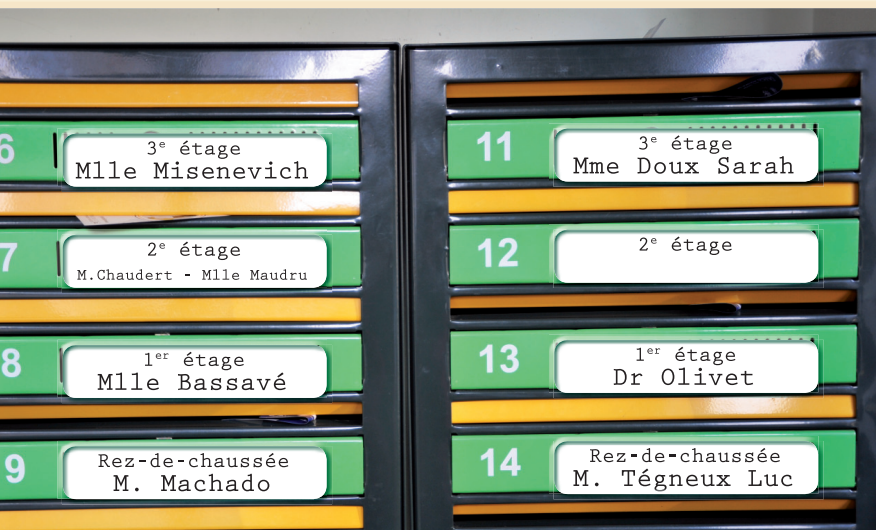 6
3e étage
Mlle Misenevich
7
2e étage
M.Chaudert - Mlle Maudru
8
1er étage
Mlle Bassavé
9
Rez-de-chaussée
M. Machado
11
3e étage
Mme Doux Sarah
12
2e étage
13
1er étage
Dr Olivet
14
Rez-de-chaussée
M. Tégneux Luc